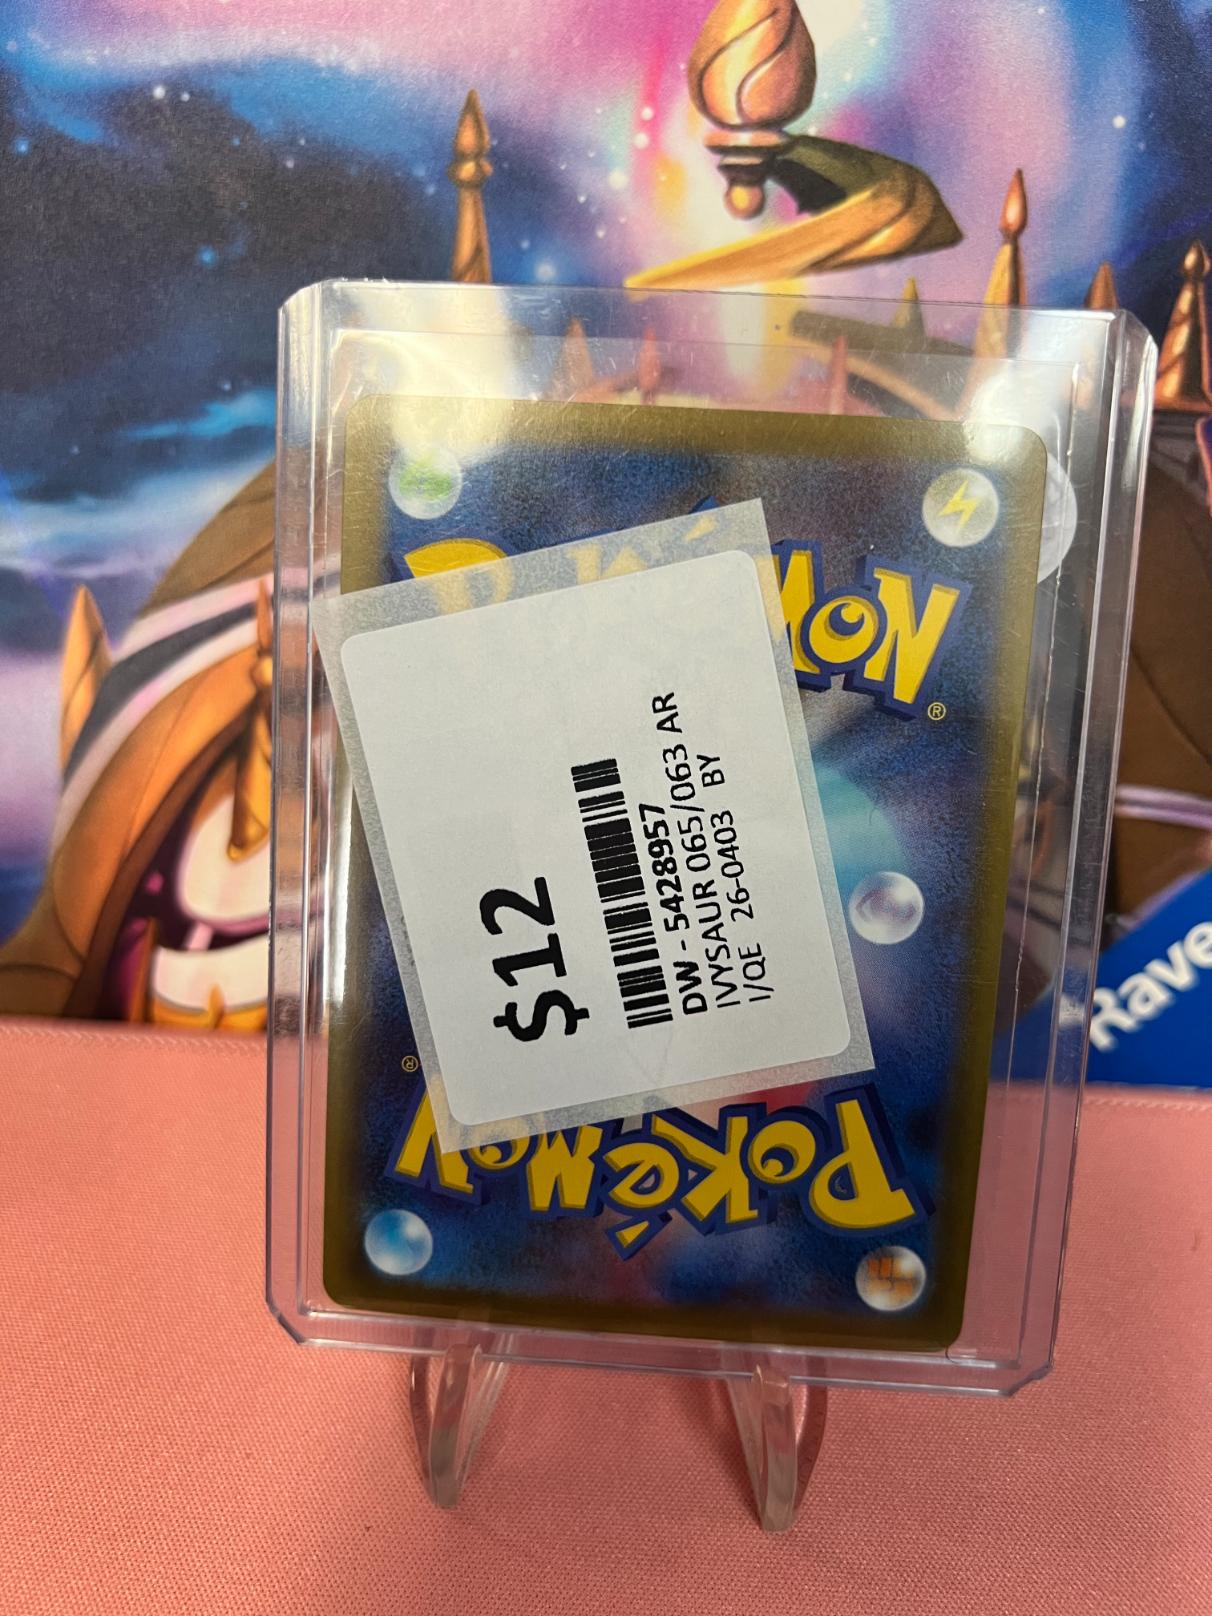 POKéMON
®
$12
DW - 5428957
IVYSAUR 065/063 AR
I/QE 26-0403 BY
®
POKéMON
Rave